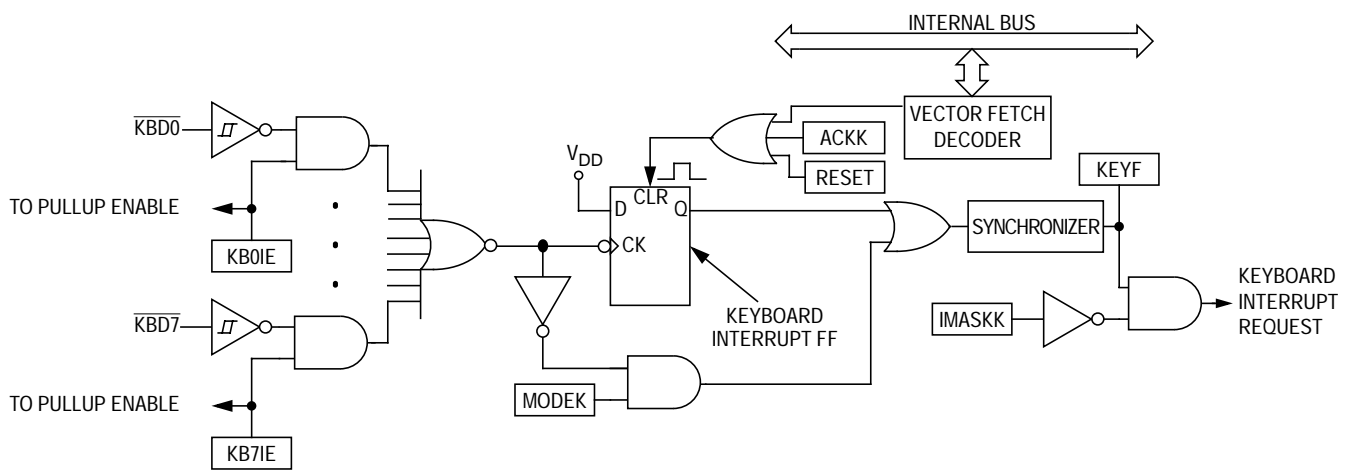 INTERNAL BUS
VECTOR FETCH
DECODER
ACKK
RESET
KBD0
VDD
CLR
D
Q
CK
KEYF
TO PULLUP ENABLE
KB0IE
SYNCHRONIZER
KEYBOARD
INTERRUPT FF
KBD7
IMASKK
KEYBOARD
INTERRUPT
REQUEST
MODEK
TO PULLUP ENABLE
KB7IE